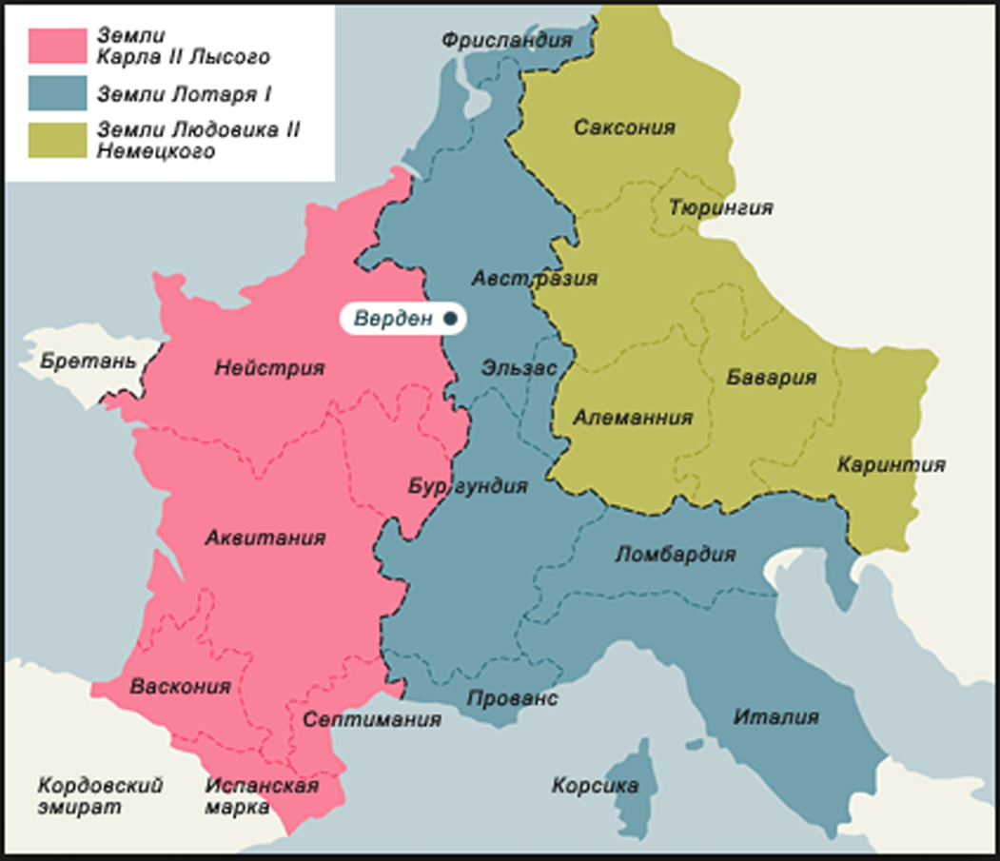 Земли
Карла II Лысого
Земли Лотаря I
Земли Людовика II
Немецкого
Фрисландия
Саксония
Тюрингия
Австразия
Верден
Бретань
Нейстрия
Эльзас
Бавария
Алеманния
Каринтия
Бургундия
Аквитания
Ломбардия
Васкония
Прованс
Септимания
Италия
Кордовский
эмират
Испанская
марка
Корсика